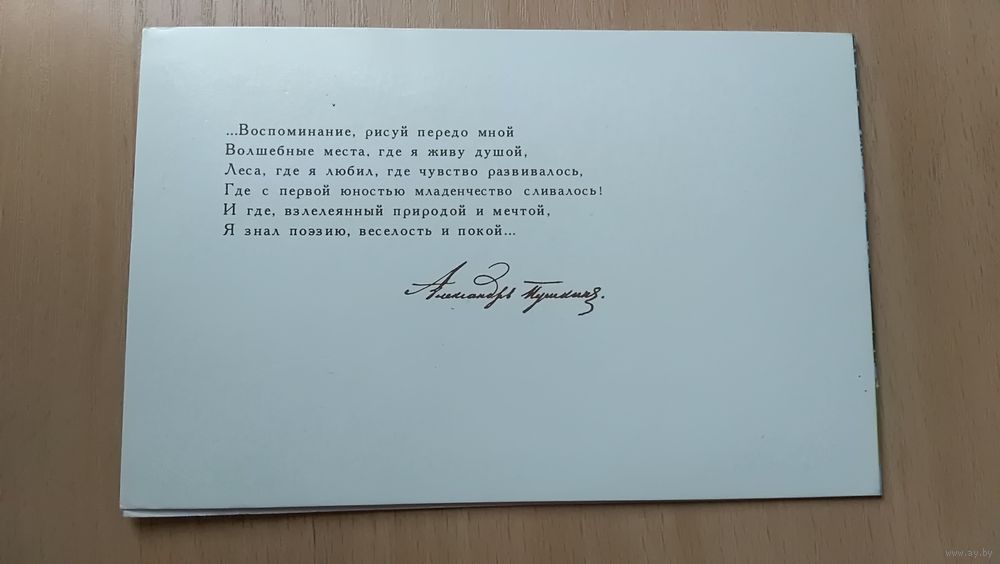 ...Воспоминание, рисуй передо мной
Волшебные места, где я живу душой,
Леса, где я любил, где чувство развивалось,
Где с первой юностью младенчество сливалось!
И где, взлелеянный природой и мечтой,
Я знал поэзию, веселость и покой...
Александръ Пушкинъ.
www.ay.by